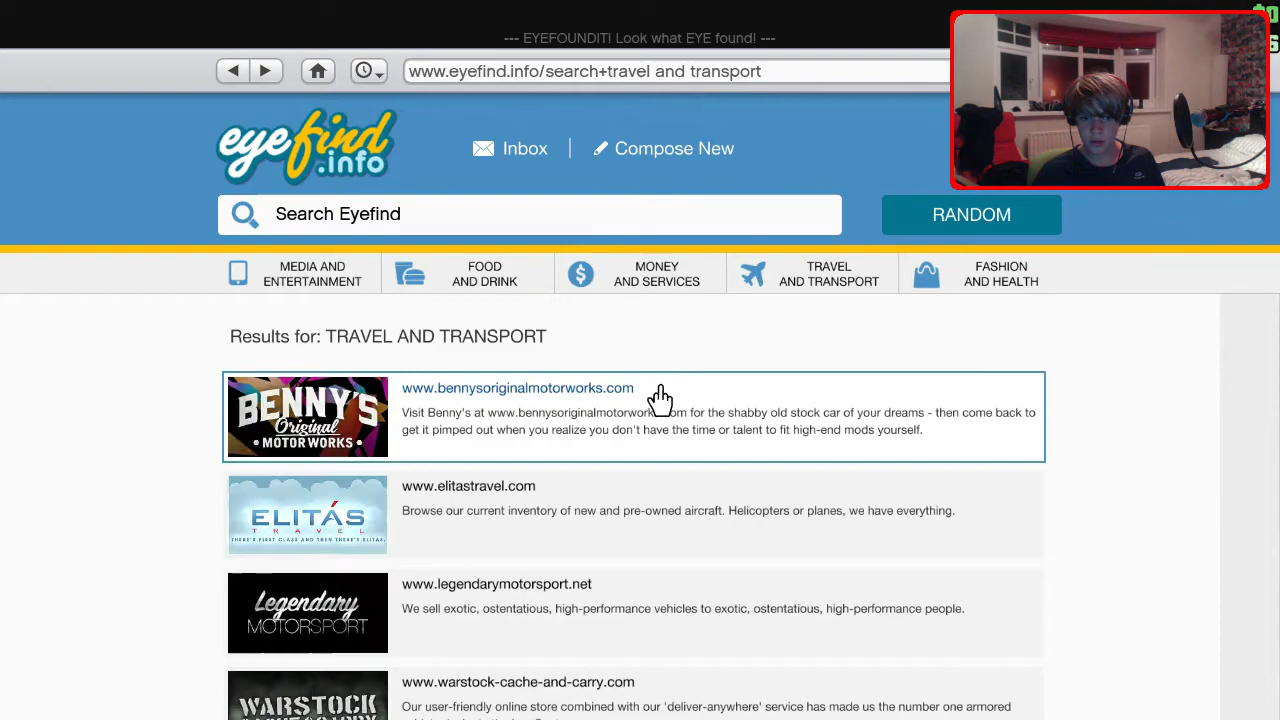 --- EYEFOUNDIT! Look what EYE found! ---
www.eyefind.info/search+travel and transport
eyefind.info
Inbox
Compose New
Search Eyefind
RANDOM
MEDIA AND
ENTERTAINMENT
FOOD
AND DRINK
MONEY
AND SERVICES
TRAVEL
AND TRANSPORT
FASHION
AND HEALTH
Results for: TRAVEL AND TRANSPORT
BENNY'S
Original
MOTOR WORKS
www.bennysoriginalmotorworks.com
Visit Benny's at www.bennysoriginalmotorwork om for the shabby old stock car of your dreams - then come back to
get it pimped out when you realize you don't have the time or talent to fit high-end mods yourself.
ELITÁS
TRAVEL
THERE'S FIRST CLASS AND THEN THERE'S ELITAS.
www.elitastravel.com
Browse our current inventory of new and pre-owned aircraft. Helicopters or planes, we have everything.
Legendary
MOTORSPORT
www.legendarymotorsport.net
We sell exotic, ostentatious, high-performance vehicles to exotic, ostentatious, high-performance people.
WARSTOCK
www.warstock-cache-and-carry.com
Our user-friendly online store combined with our 'deliver-anywhere' service has made us the number one armored